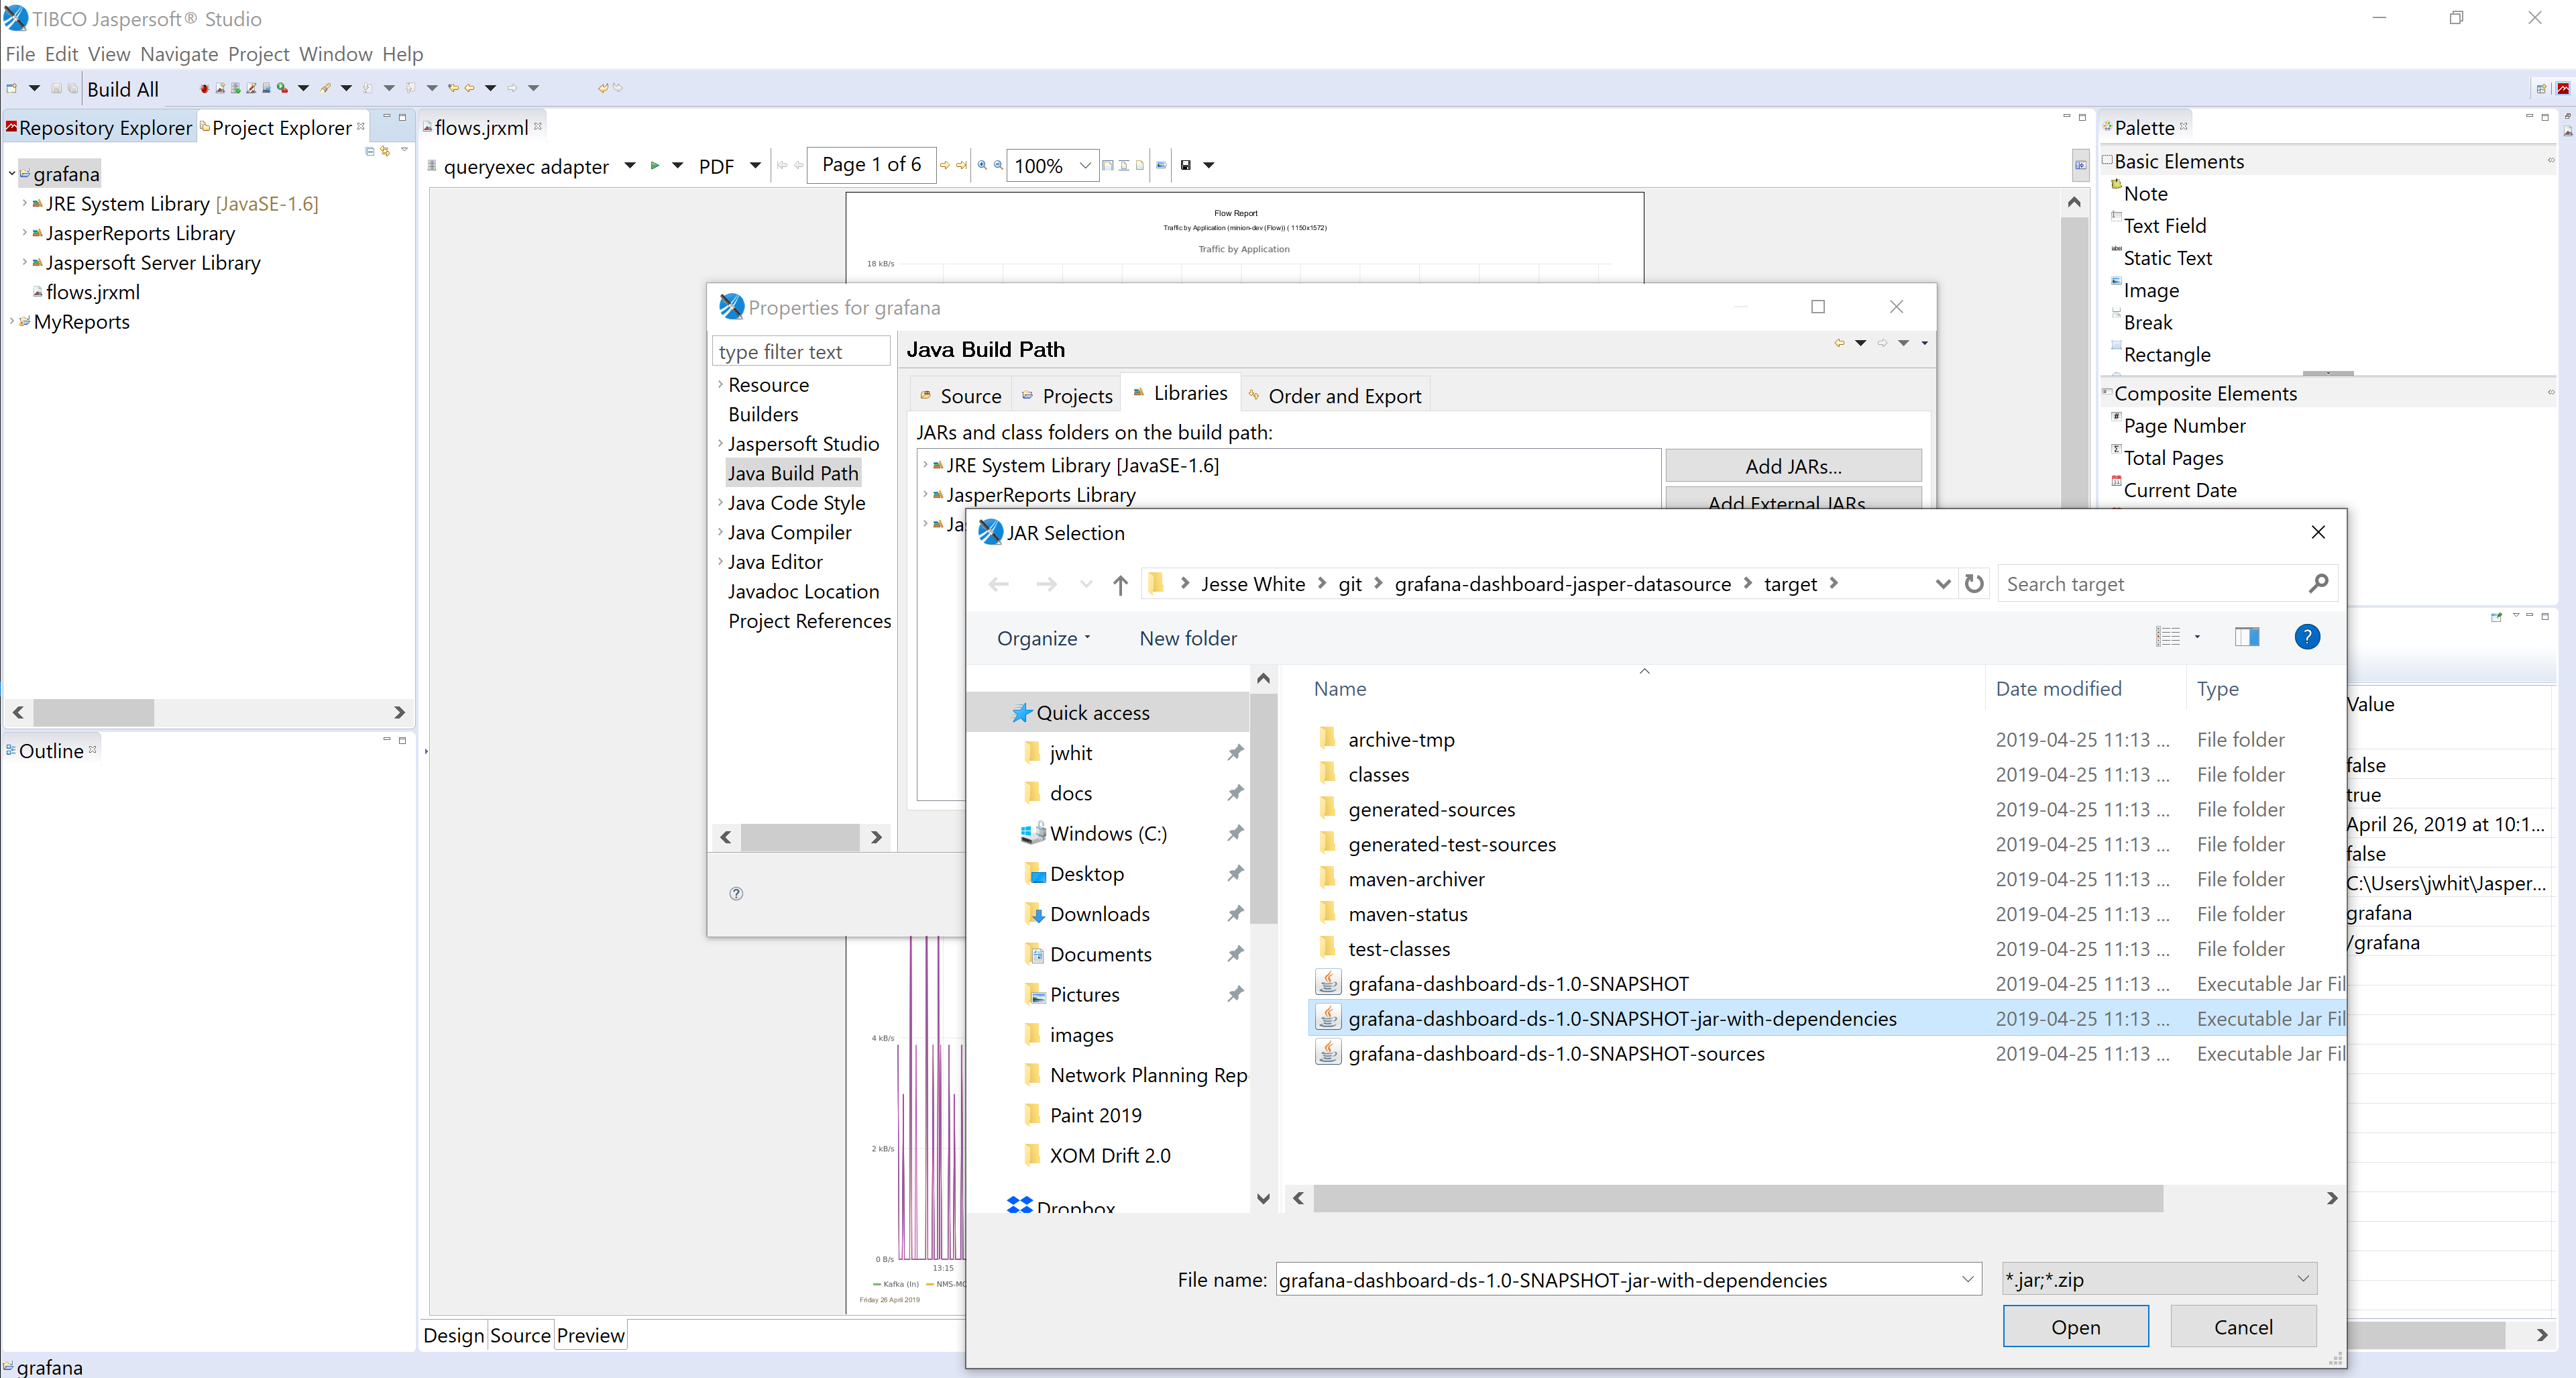 TIBCO Jaspersoft® Studio
File Edit View Navigate Project Window Help
Build All
Repository Explorer
Project Explorer
grafana
JRE System Library [JavaSE-1.6]
JasperReports Library
Jaspersoft Server Library
flows.jrxml
MyReports
Outline
flows.jrxml
queryexec adapter
PDF
Page 1 of 6
100%
Flow Report
Traffic by Application (minion-dev (Flow)) ( 1150x1572)
Traffic by Application
18 kB/s
4 kB/s
2 kB/s
0 B/s
13:15
Kafka (In)
Friday 26 April 2019
Design
Source
Preview
Properties for grafana
type filter text
Resource
Builders
Jaspersoft Studio
Java Build Path
Java Code Style
Java Compiler
Java Editor
Javadoc Location
Project References
Java Build Path
Source
Projects
Libraries
Order and Export
JARs and class folders on the build path:
JRE System Library [JavaSE-1.6]
JasperReports Library
Ja
Add JARs...
Add External JARs
JAR Selection
Jesse White
git
grafana-dashboard-jasper-datasource
target
Search target
Organize
New folder
Quick access
jwhit
docs
Windows (C:)
Desktop
Downloads
Documents
Pictures
images
Network Planning Rep
Paint 2019
XOM Drift 2.0
Dropbox
Name Date modified Type
archive-tmp 2019-04-25 11:13 ... File folder
classes 2019-04-25 11:13 ... File folder
generated-sources 2019-04-25 11:13 ... File folder
generated-test-sources 2019-04-25 11:13 ... File folder
maven-archiver 2019-04-25 11:13 ... File folder
maven-status 2019-04-25 11:13 ... File folder
test-classes 2019-04-25 11:13 ... File folder
grafana-dashboard-ds-1.0-SNAPSHOT 2019-04-25 11:13 ... Executable Jar Fil
grafana-dashboard-ds-1.0-SNAPSHOT-jar-with-dependencies 2019-04-25 11:13 ... Executable Jar Fil
grafana-dashboard-ds-1.0-SNAPSHOT-sources 2019-04-25 11:13 ... Executable Jar Fil
File name: grafana-dashboard-ds-1.0-SNAPSHOT-jar-with-dependencies
*.jar;*.zip
Open
Cancel
Palette
Basic Elements
Note
Text Field
Static Text
Image
Break
Rectangle
Composite Elements
Page Number
Total Pages
Current Date
Value
false
true
April 26, 2019 at 10:1...
false
C:\Users\jwhit\Jasper...
grafana
/grafana
grafana